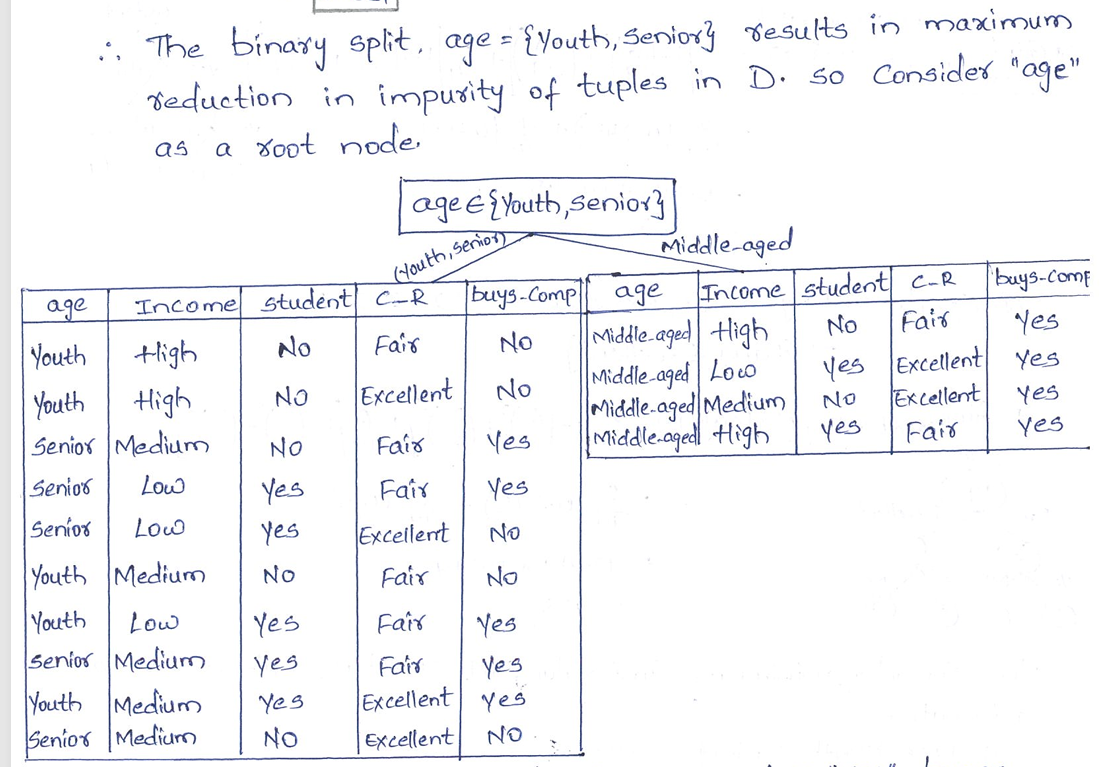 ∴ The binary split, age = {Youth, Senior} results in maximum
reduction in impurity of tuples in D. so Consider "age"
as a root node.
age ∈ {Youth, Senior}
(Youth, Senior) Middle-aged
age Income student C-R buys-Comp
Youth High No Fair No
Youth High No Excellent No
Senior Medium No Fair Yes
Senior Low Yes Fair Yes
Senior Low Yes Excellent No
Youth Medium No Fair No
Youth Low Yes Fair Yes
Senior Medium Yes Fair Yes
Youth Medium Yes Excellent Yes
Senior Medium No Excellent No
age Income student C-R buys-Comp
Middle-aged High No Fair Yes
Middle-aged Low Yes Excellent Yes
Middle-aged Medium No Excellent Yes
Middle-aged High Yes Fair Yes